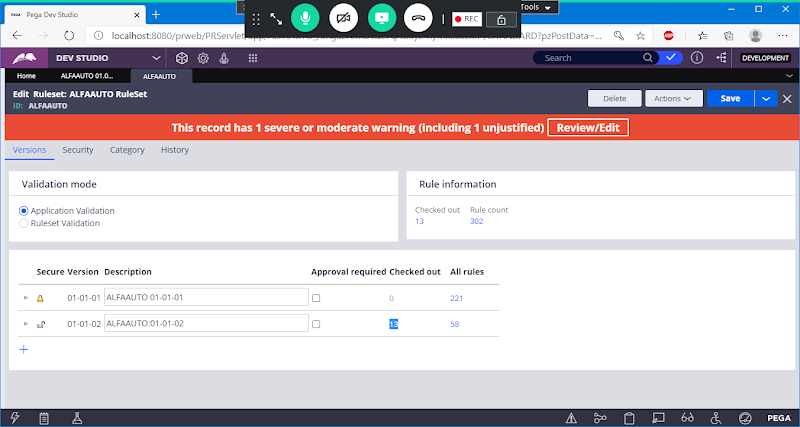 Pega Dev Studio
Tools
REC
localhost:8080/prweb/PRServlet/app/
?pzPostData=...
PEGA
DEV STUDIO
Search
DEVELOPMENT
Home
ALFAAUTO 01.0...
ALFAAUTO
Edit Ruleset: ALFAAUTO RuleSet
ID: ALFAAUTO
Delete
Actions
Save
This record has 1 severe or moderate warning (including 1 unjustified)
Review/Edit
Versions
Security
Category
History
Validation mode
Application Validation
Ruleset Validation
Rule information
Checked out
Rule count
13
302
Secure Version Description Approval required Checked out All rules
01-01-01 ALFAAUTO 01-01-01 0 221
01-01-02 ALFAAUTO:01-01-02 13 58
PEGA